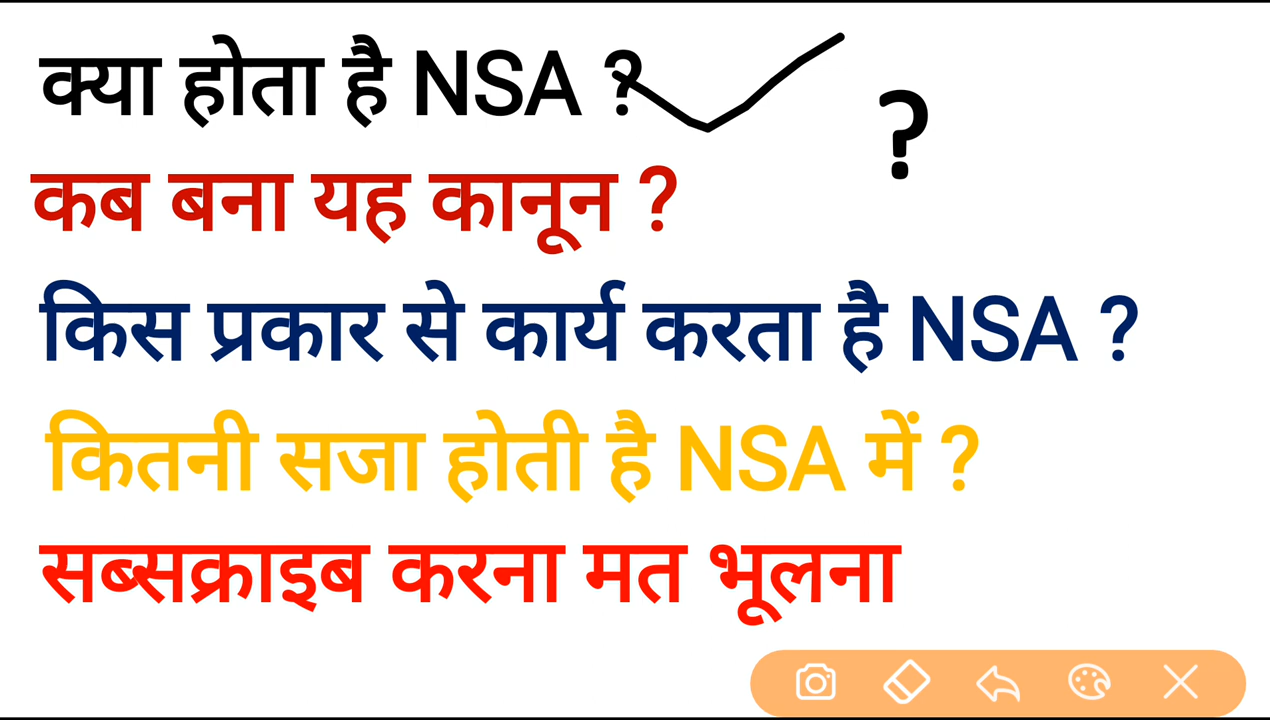 क्या होता है NSA ?
?
कब बना यह कानून ?
किस प्रकार से कार्य करता है NSA ?
कितनी सजा होती है NSA में ?
सब्सक्राइब करना मत भूलना